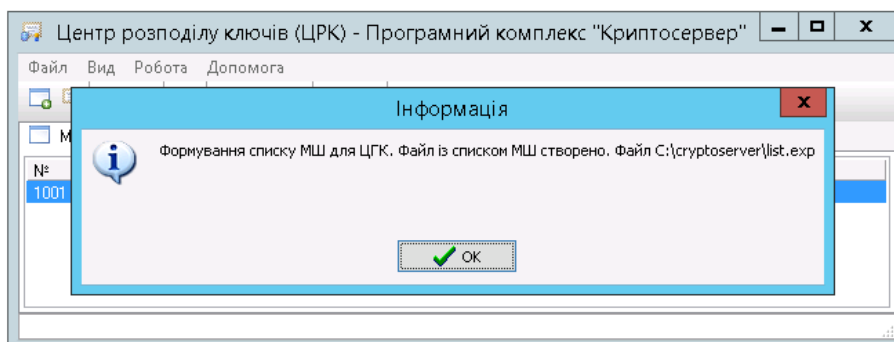 Центр розподілу ключів (ЦРК) - Програмний комплекс "Криптосервер"
Файл Вид Робота Допомога
Інформація
Формування списку МШ для ЦГК. Файл із списком МШ створено. Файл C:\cryptoserver\list.exp
№
1001
OK